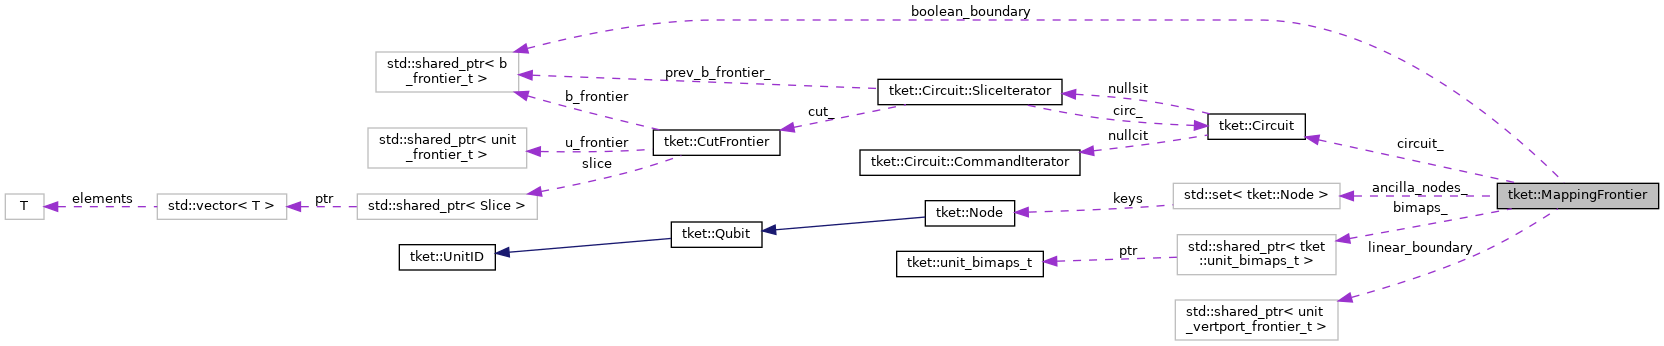 boolean_boundary
std::shared_ptr< b
_frontier_t >
prev_b_frontier_
tket::Circuit::SliceIterator
nullsit
b_frontier
cut_
circ_
tket::Circuit
std::shared_ptr< unit
_frontier_t >
u_frontier
tket::CutFrontier
nullcit
circuit_
slice
tket::Circuit::CommandIterator
T
elements
std::vector< T >
ptr
std::shared_ptr< Slice >
keys
std::set< tket::Node >
ancilla_nodes_
tket::MappingFrontier
bimaps_
tket::Node
tket::Qubit
tket::UnitID
tket::unit_bimaps_t
ptr
std::shared_ptr< tket
::unit_bimaps_t >
linear_boundary
std::shared_ptr< unit
_vertport_frontier_t >